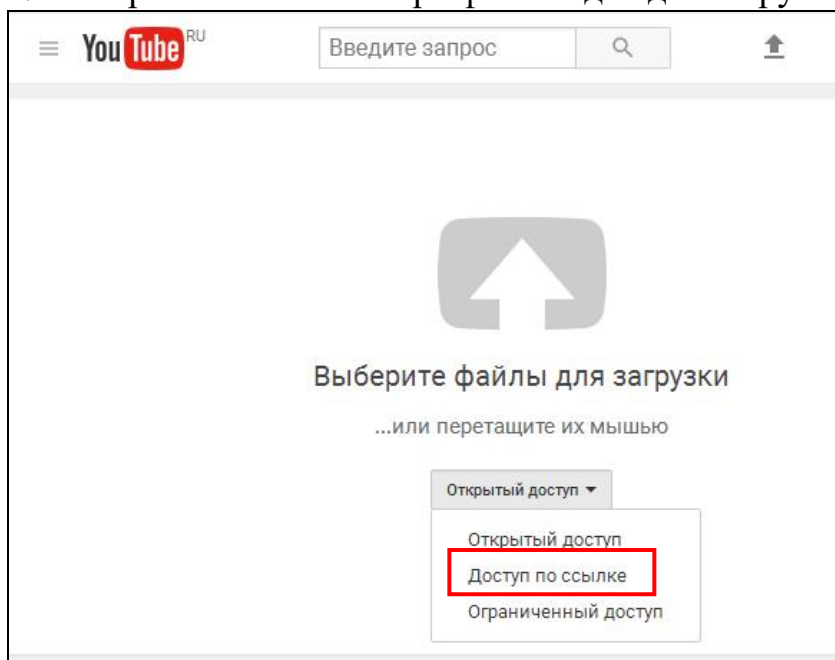 YouTube RU
Введите запрос
Выберите файлы для загрузки
...или перетащите их мышью
Открытый доступ
Открытый доступ
Доступ по ссылке
Ограниченный доступ